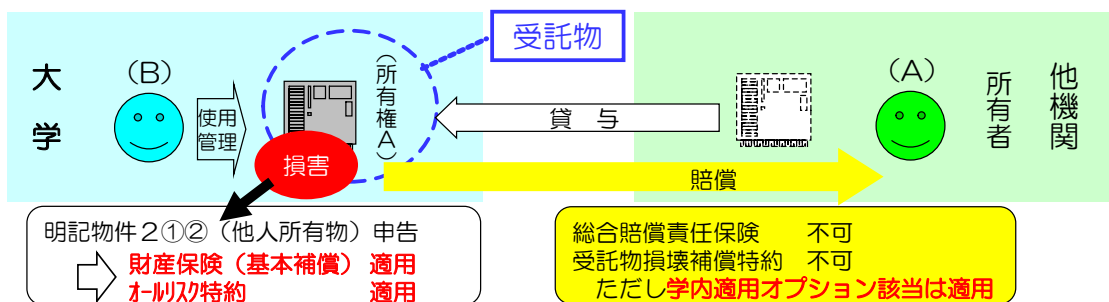 受託物
大学
(B)
使用
管理
(所有権A)
損害
貸　与
(A)
所有者
他機関
賠償
明記物件２①②（他人所有物）申告
財産保険（基本補償）　適用
ｵｰﾙﾘｽｸ特約　適用
総合賠償責任保険　不可
受託物損壊補償特約　不可
ただし学内適用オプション該当は適用